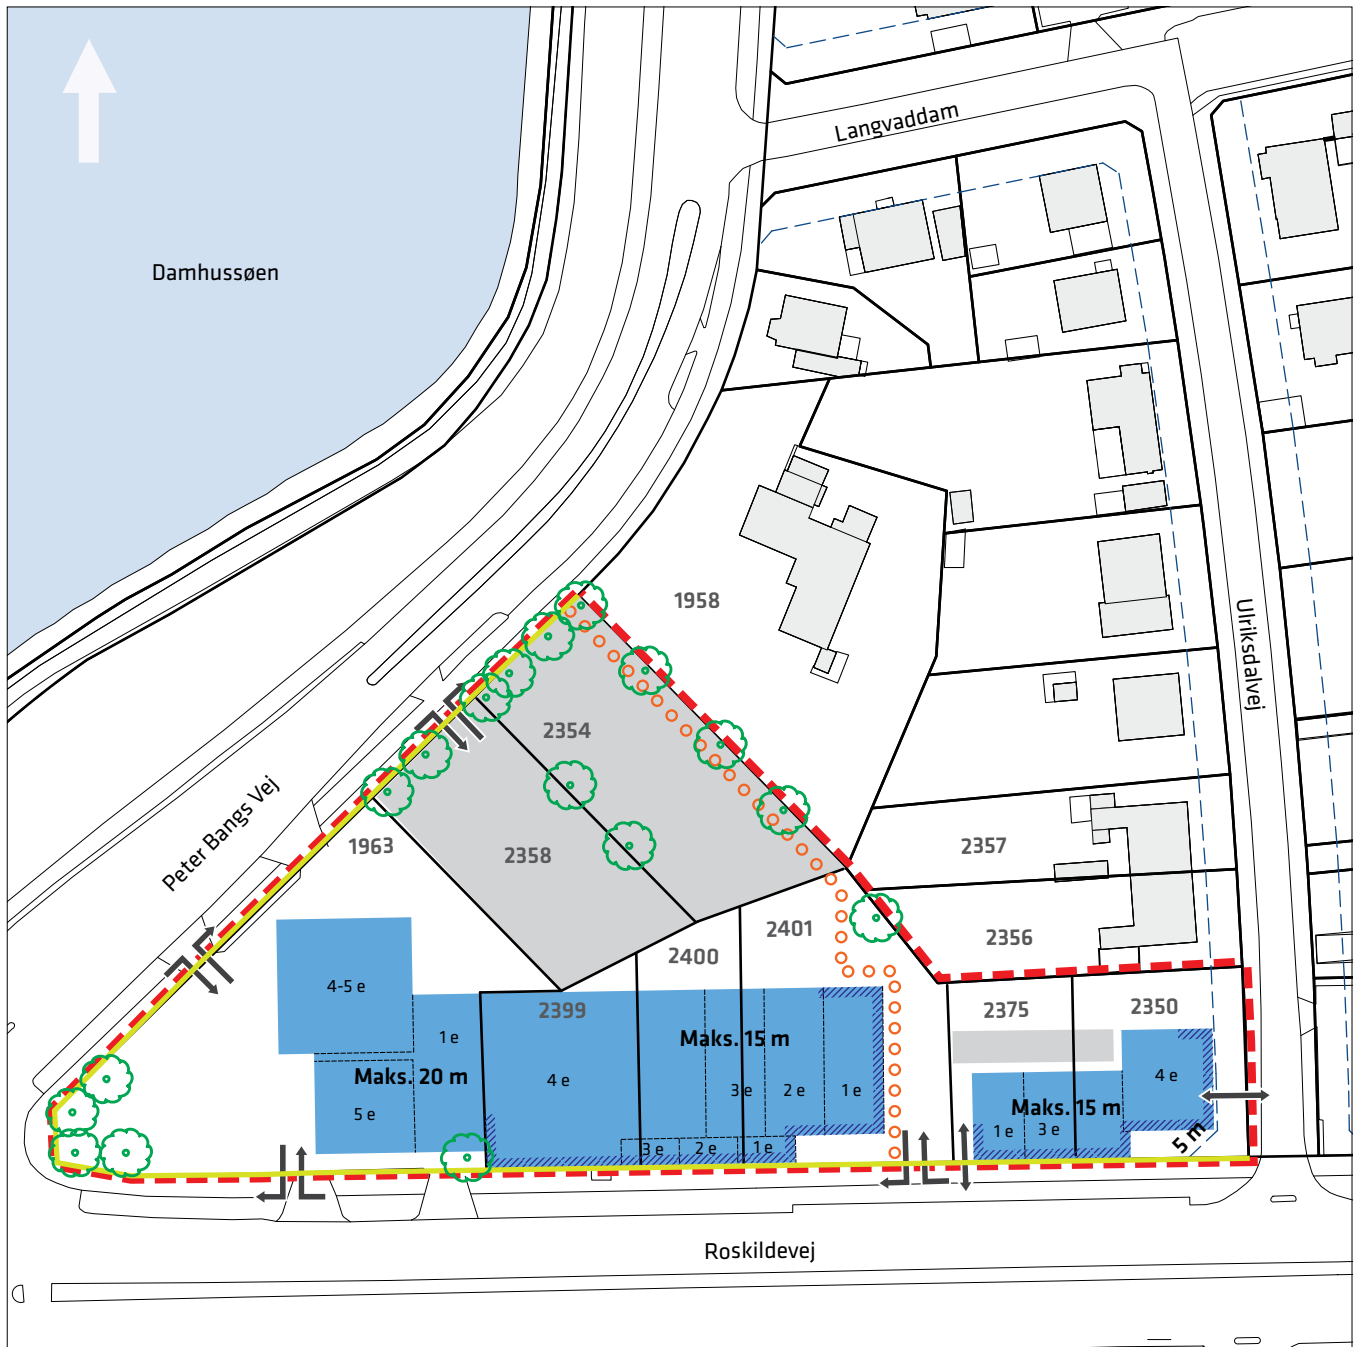 Langvaddam
Damhussøen
1958
Ulriksdalvej
2354
Peter Bangs Vej
1963
2358
2357
2401
2356
2400
4-5 e
2399
2375
2350
1 e
Maks. 15 m
Maks. 20 m
4 e
3 e
2 e
1 e
4 e
5 e
Maks. 15 m
1 e
3 e
5 m
3 e
2 e
1 e
Roskildevej